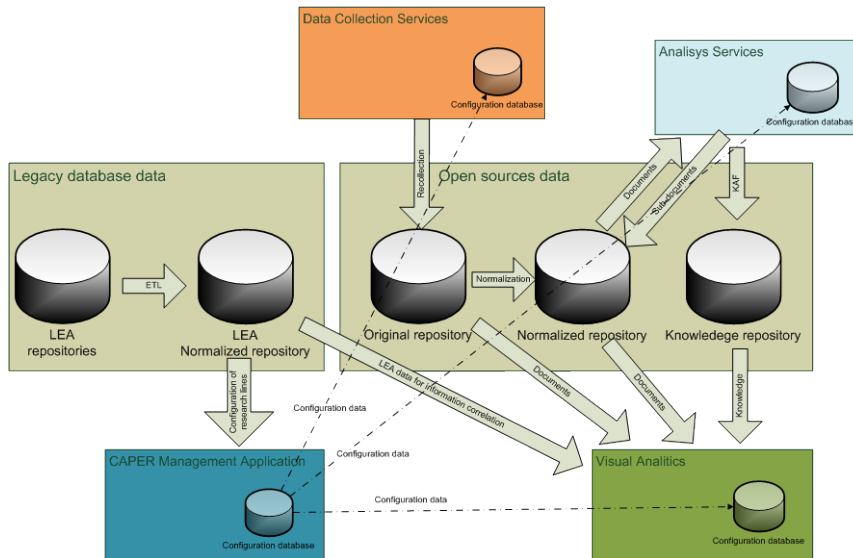 Data Collection Services
Configuration database
Analisys Services
Configuration database
Legacy database data
Recollection
Open sources data
Documents
Sub-documents
KAF
ETL
Normalization
LEA
repositories
LEA
Normalized repository
Original repository
Normalized repository
Knowledege repository
Configuration of
research lines
LEA data for information correlation
Documents
Documents
Knowledge
Configuration data
Configuration data
CAPER Management Application
Configuration database
Configuration data
Visual Analitics
Configuration database